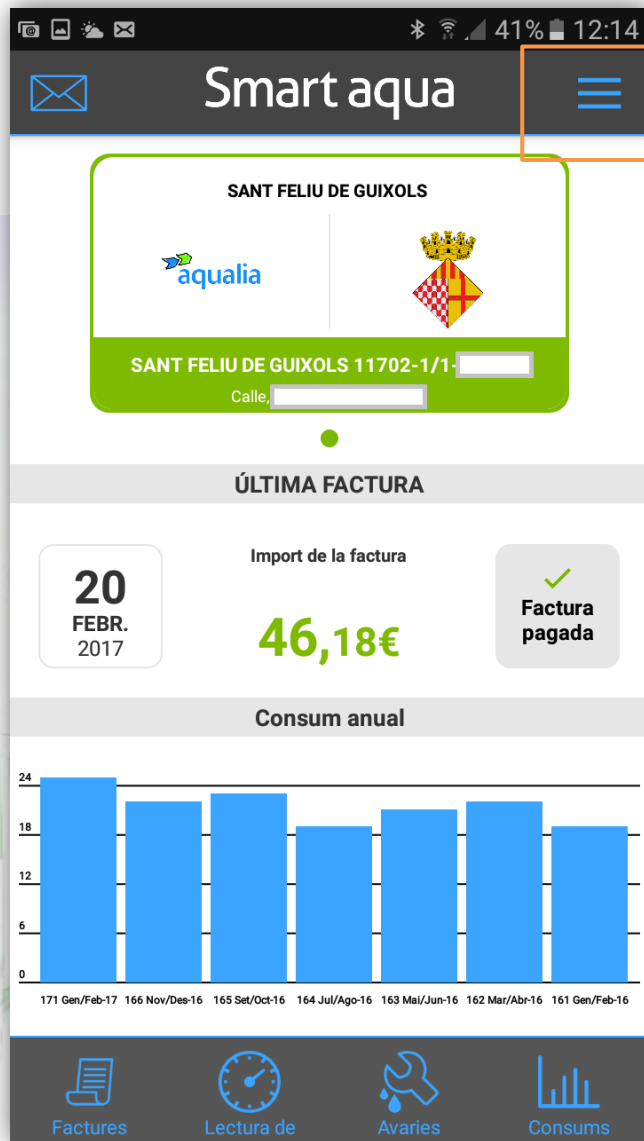 41% 12:14
Smart aqua
SANT FELIU DE GUIXOLS
aqualia
SANT FELIU DE GUIXOLS 11702-1/1-
Calle,
ÚLTIMA FACTURA
20
FEBR.
2017
Import de la factura
46,18€
Factura
pagada
Consum anual
24
18
12
6
0
171 Gen/Feb-17 166 Nov/Des-16 165 Set/Oct-16 164 Jul/Ago-16 163 Mai/Jun-16 162 Mar/Abr-16 161 Gen/Feb-16
Factures Lectura de Avaries Consums